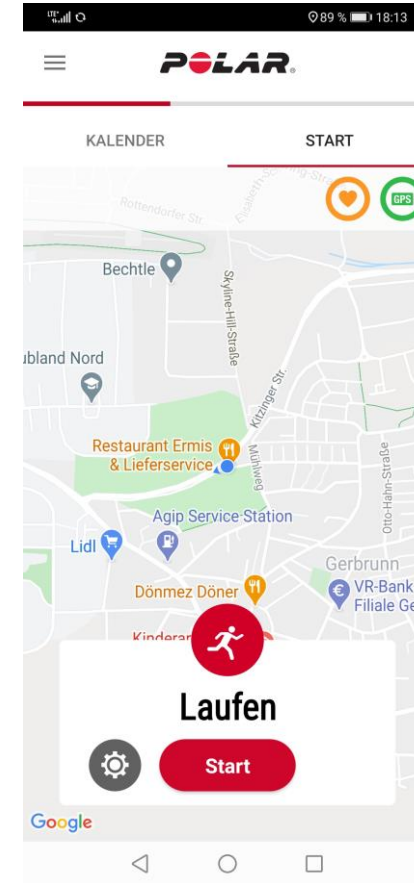 LTE 89 % 18:13
POLAR
KALENDER START
Rottendorfer Str.
GPS
Bechtle
Skyline-Hill-Straße
ubland Nord
Kitzinger Str.
Restaurant Ermis
& Lieferservice
Mühlweg
Otto-Hahn-Straße
Agip Service Station
Lidl
Gerbrunn
Dönmez Döner
VR-Bank
Filiale Ge
Kinderar
Laufen
Start
Google